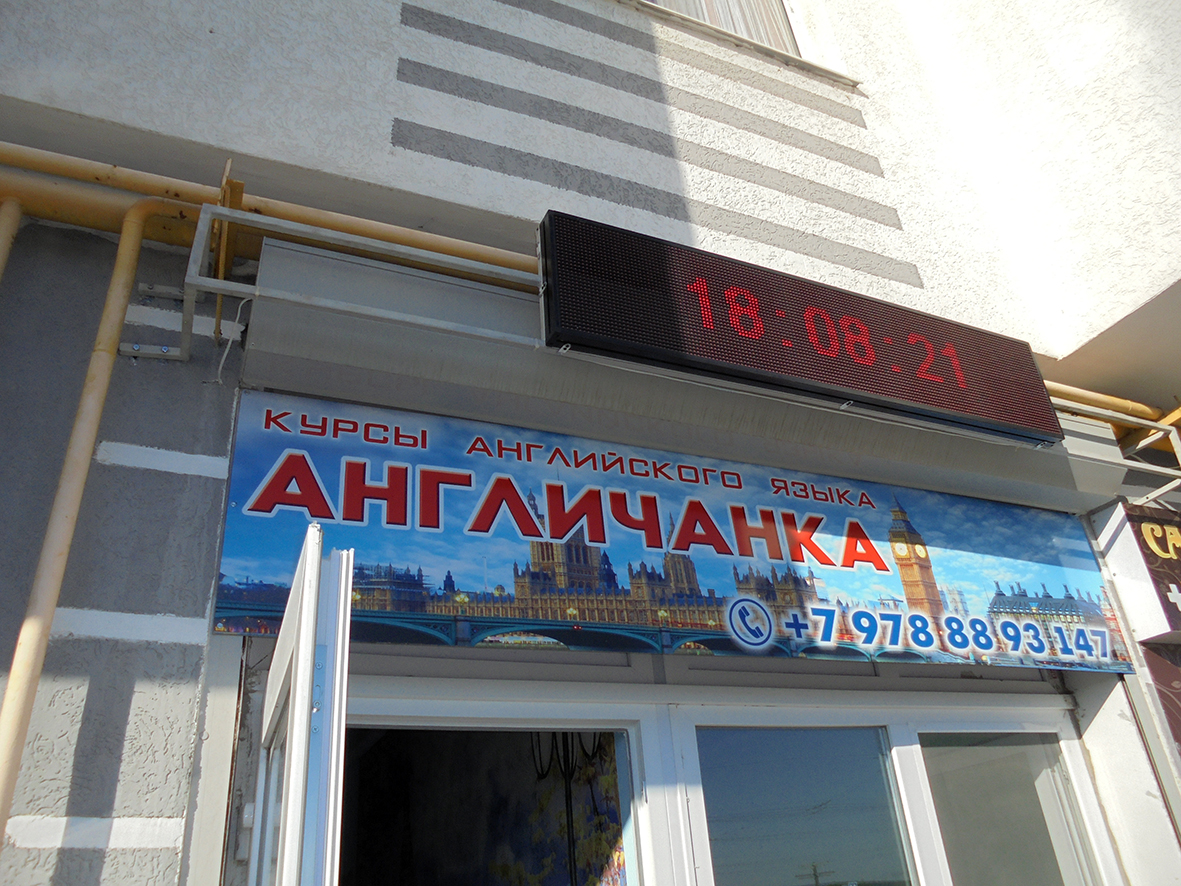 18:08:21
КУРСЫ АНГЛИЙСКОГО ЯЗЫКА
АНГЛИЧАНКА
+7 978 88 93 147